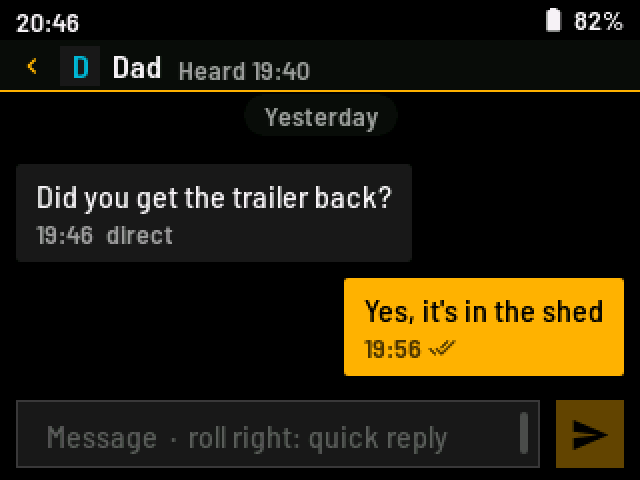 20:46 82%
D Dad Heard 19:40
Yesterday
Did you get the trailer back?
19:46 direct
Yes, it's in the shed
19:56
Message · roll right: quick reply